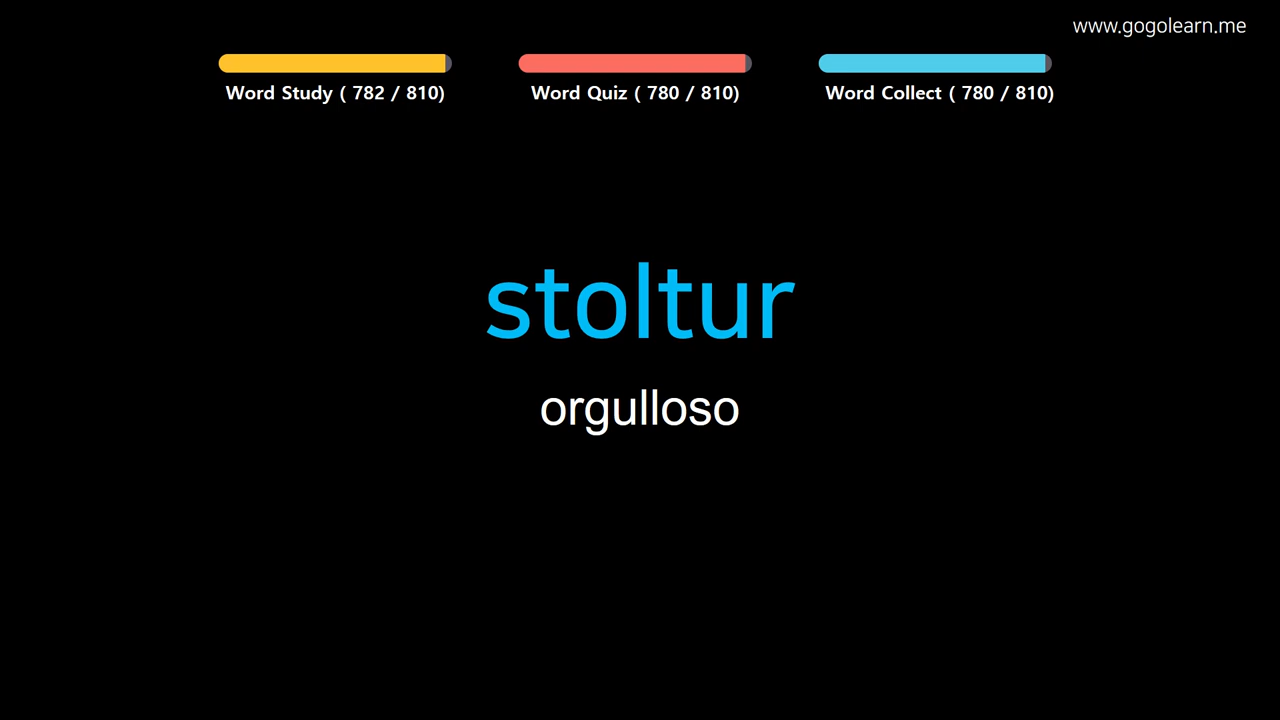 www.gogolearn.me
Word Study ( 782 / 810)
Word Quiz ( 780 / 810)
Word Collect ( 780 / 810)
stoltur
orgulloso